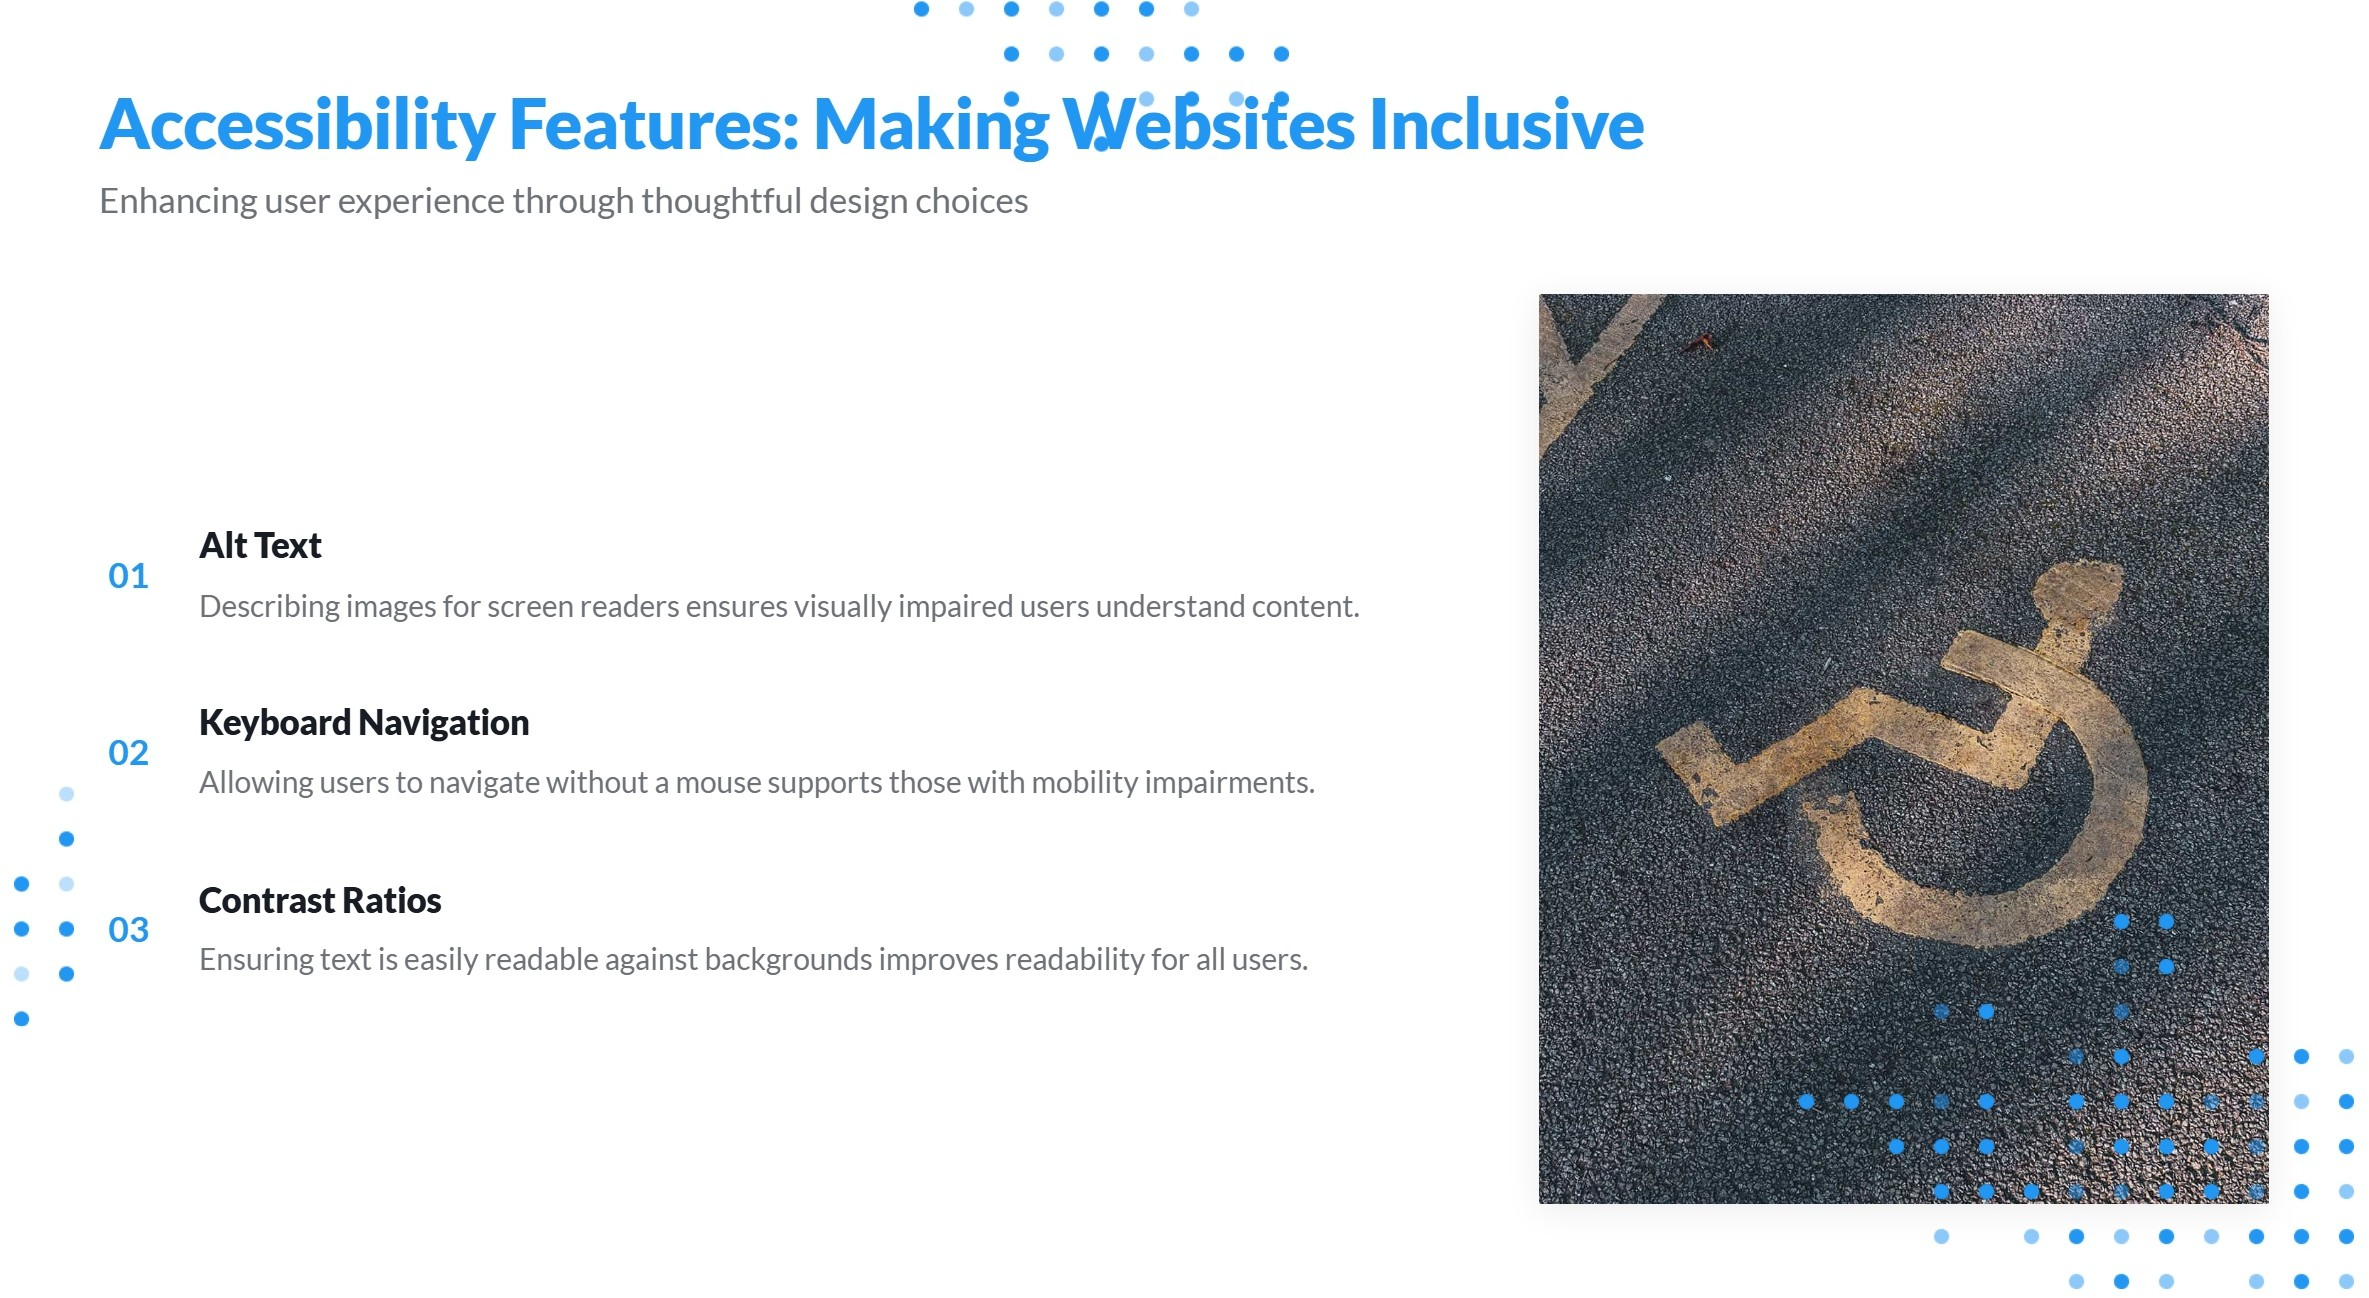 Accessibility Features: Making Websites Inclusive
Enhancing user experience through thoughtful design choices
01
Alt Text
Describing images for screen readers ensures visually impaired users understand content.
02
Keyboard Navigation
Allowing users to navigate without a mouse supports those with mobility impairments.
03
Contrast Ratios
Ensuring text is easily readable against backgrounds improves readability for all users.